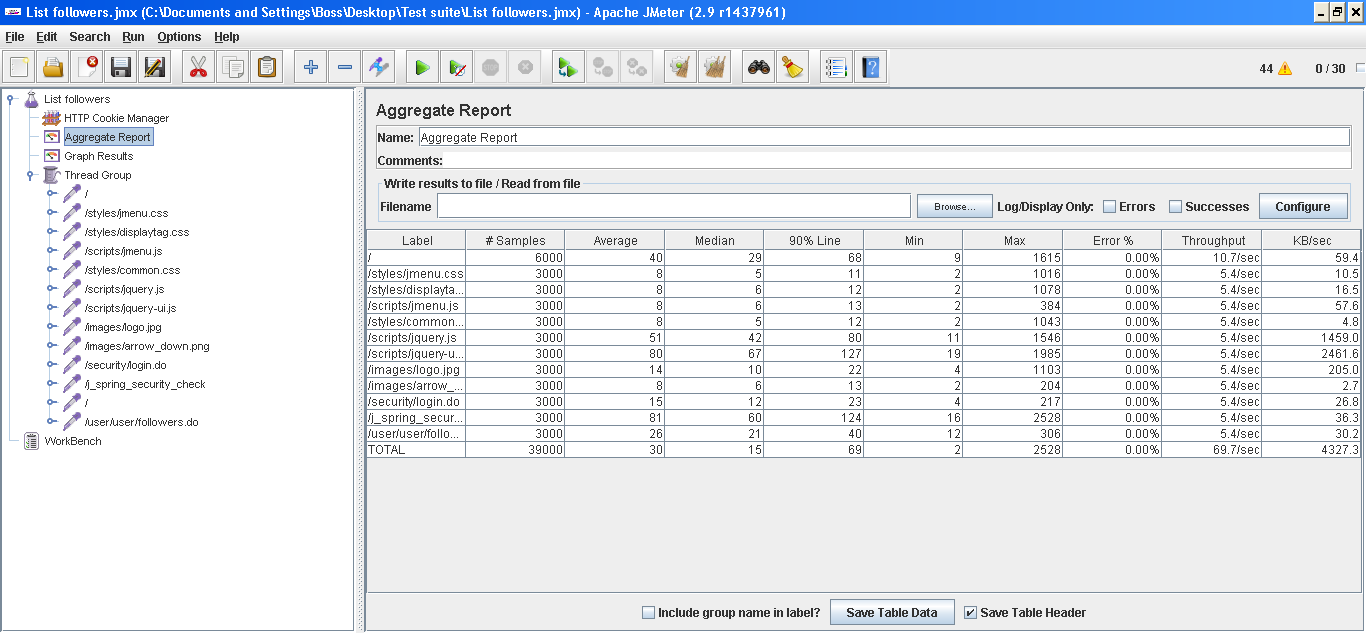 List followers.jmx (C:\Documents and Settings\Boss\Desktop\Test suite\List followers.jmx) - Apache JMeter (2.9 r1437961)
File Edit Search Run Options Help
44 0 / 30
List followers
HTTP Cookie Manager
Aggregate Report
Graph Results
Thread Group
/
/styles/jmenu.css
/styles/displaytag.css
/scripts/jmenu.js
/styles/common.css
/scripts/jquery.js
/scripts/jquery-ui.js
/images/logo.jpg
/images/arrow_down.png
/security/login.do
/j_spring_security_check
/
/user/user/followers.do
WorkBench
Aggregate Report
Name: Aggregate Report
Comments:
Write results to file / Read from file
Filename Browse... Log/Display Only: Errors Successes Configure
Label # Samples Average Median 90% Line Min Max Error % Throughput KB/sec
/ 6000 40 29 68 9 1615 0.00% 10.7/sec 59.4
/styles/jmenu.css 3000 8 5 11 2 1016 0.00% 5.4/sec 10.5
/styles/displayta... 3000 8 6 12 2 1078 0.00% 5.4/sec 16.5
/scripts/jmenu.js 3000 8 6 13 2 384 0.00% 5.4/sec 57.6
/styles/common... 3000 8 5 12 2 1043 0.00% 5.4/sec 4.8
/scripts/jquery.js 3000 51 42 80 11 1546 0.00% 5.4/sec 1459.0
/scripts/jquery-u... 3000 80 67 127 19 1985 0.00% 5.4/sec 2461.6
/images/logo.jpg 3000 14 10 22 4 1103 0.00% 5.4/sec 205.0
/images/arrow_... 3000 8 6 13 2 204 0.00% 5.4/sec 2.7
/security/login.do 3000 15 12 23 4 217 0.00% 5.4/sec 26.8
/j_spring_secur... 3000 81 60 124 16 2528 0.00% 5.4/sec 36.3
/user/user/follo... 3000 26 21 40 12 306 0.00% 5.4/sec 30.2
TOTAL 39000 30 15 69 2 2528 0.00% 69.7/sec 4327.3
Include group name in label? Save Table Data Save Table Header